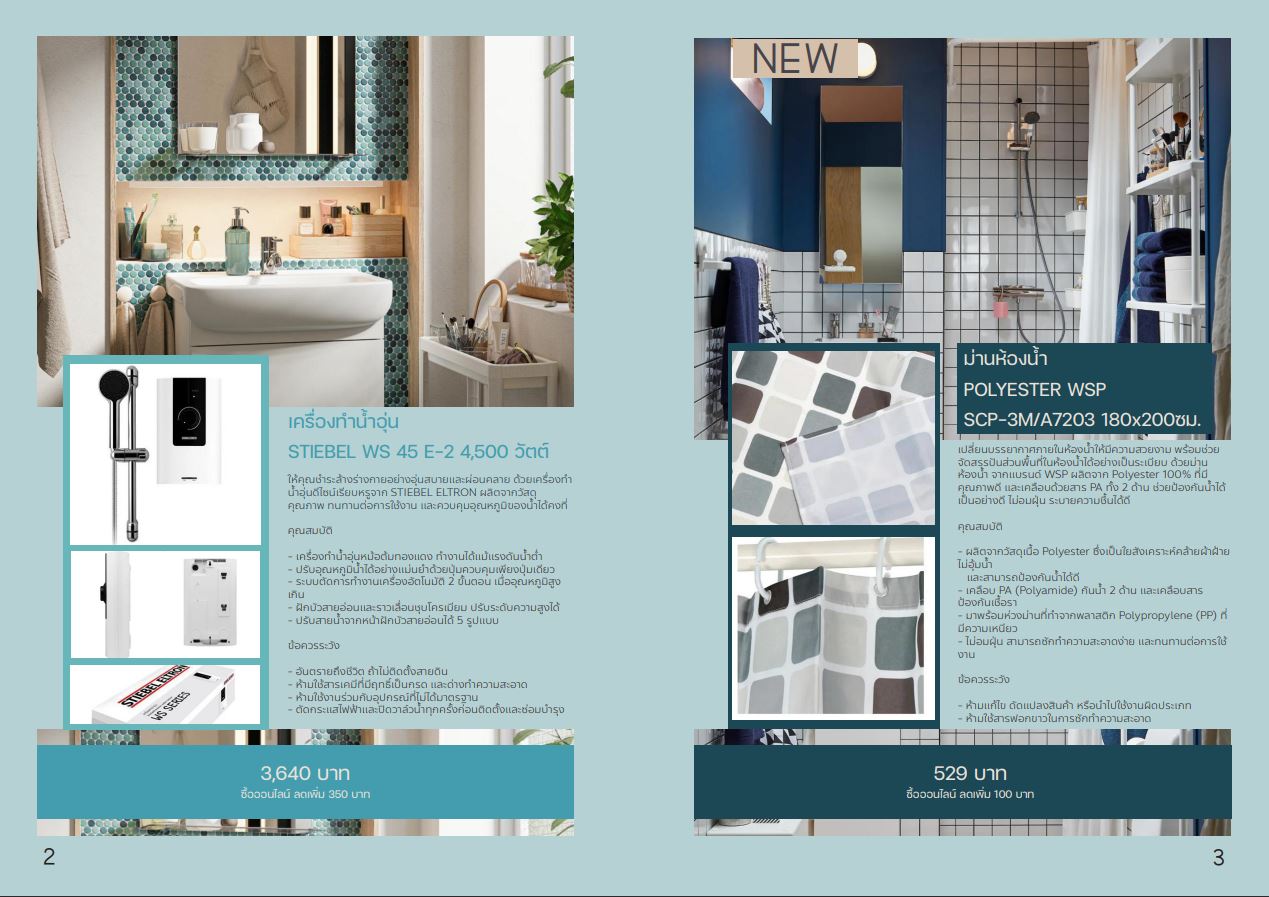 เครื่องทำน้ำอุ่น
STIEBEL WS 45 E-2 4,500 วัตต์
ให้คุณชำระล้างร่างกายอย่างอุ่นสบายและผ่อนคลาย ด้วยเครื่องทำ
น้ำอุ่นดีไซน์เรียบหรูจาก STIEBEL ELTRON ผลิตจากวัสดุ
คุณภาพ ทนทานต่อการใช้งาน และควบคุมอุณหภูมิของน้ำได้คงที่
คุณสมบัติ
- เครื่องทำน้ำอุ่นหม้อต้มทองแดง ทำงานได้แม้แรงดันน้ำต่ำ
- ปรับอุณหภูมิน้ำได้อย่างแม่นยำด้วยปุ่มควบคุมเพียงปุ่มเดียว
- ระบบตัดการทำงานเครื่องอัตโนมัติ 2 ขั้นตอน เมื่ออุณหภูมิสูง
เกิน
- ฝักบัวสายอ่อนและราวเลื่อนชุบโครเมียม ปรับระดับความสูงได้
- ปรับสายน้ำจากหน้าฝักบัวสายอ่อนได้ 5 รูปแบบ
ข้อควรระวัง
- อันตรายถึงชีวิต ถ้าไม่ติดตั้งสายดิน
- ห้ามใช้สารเคมีที่มีฤทธิ์เป็นกรด และด่างทำความสะอาด
- ห้ามใช้งานร่วมกับอุปกรณ์ที่ไม่ได้มาตรฐาน
- ตัดกระแสไฟฟ้าและปิดวาล์วน้ำทุกครั้งก่อนติดตั้งและซ่อมบำรุง
STIEBEL ELTRON
WS SERIES
3,640 บาท
ซื้อออนไลน์ ลดเพิ่ม 350 บาท
2
NEW
ม่านห้องน้ำ
POLYESTER WSP
SCP-3M/A7203 180x200ซม.
เปลี่ยนบรรยากาศภายในห้องน้ำให้มีความสวยงาม พร้อมช่วย
จัดสรรปันส่วนพื้นที่ในห้องน้ำได้อย่างเป็นระเบียบ ด้วยม่าน
ห้องน้ำ จากแบรนด์ WSP ผลิตจาก Polyester 100% ที่มี
คุณภาพดี และเคลือบด้วยสาร PA ทั้ง 2 ด้าน ช่วยป้องกันน้ำได้
เป็นอย่างดี ไม่อมฝุ่น ระบายความชื้นได้ดี
คุณสมบัติ
- ผลิตจากวัสดุเนื้อ Polyester ซึ่งเป็นใยสังเคราะห์คล้ายผ้าฝ้าย
ไม่อุ้มน้ำ
และสามารถป้องกันน้ำได้ดี
- เคลือบ PA (Polyamide) กันน้ำ 2 ด้าน และเคลือบสาร
ป้องกันเชื้อรา
- มาพร้อมห่วงม่านที่ทำจากพลาสติก Polypropylene (PP) ที่
มีความเหนียว
- ไม่อมฝุ่น สามารถซักทำความสะอาดง่าย และทนทานต่อการใช้
งาน
ข้อควรระวัง
- ห้ามแก้ไข ดัดแปลงสินค้า หรือนำไปใช้งานผิดประเภท
- ห้ามใช้สารฟอกขาวในการซักทำความสะอาด
529 บาท
ซื้อออนไลน์ ลดเพิ่ม 100 บาท
3